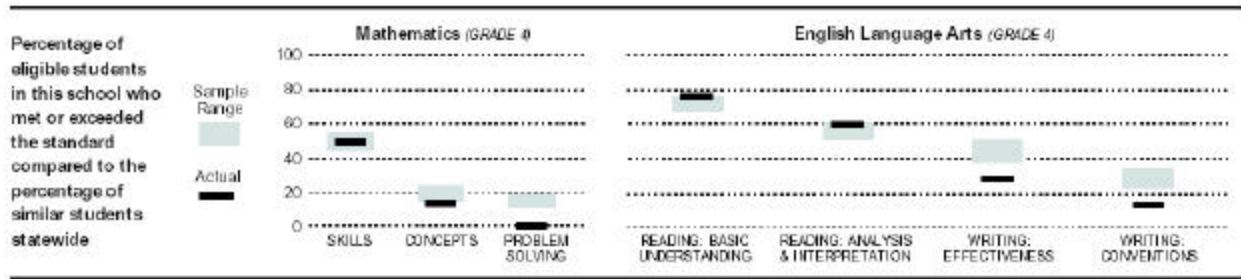 Percentage of
eligible students
in this school who
met or exceeded
the standard
compared to the
percentage of
similar students
statewide
Sample
Range
Actual
Mathematics (GRADE 4)
100
80
60
40
20
0
SKILLS
CONCEPTS
PROBLEM
SOLVING
English Language Arts (GRADE 4)
READING: BASIC
UNDERSTANDING
READING: ANALYSIS
& INTERPRETATION
WRITING:
EFFECTIVENESS
WRITING:
CONVENTIONS